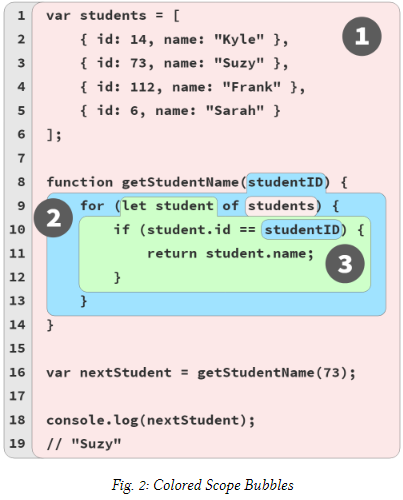 1 var students = [
2 { id: 14, name: "Kyle" },
3 { id: 73, name: "Suzy" },
4 { id: 112, name: "Frank" },
5 { id: 6, name: "Sarah" }
6 ];
7
8 function getStudentName(studentID) {
9 for (let student of students) {
10 if (student.id == studentID) {
11 return student.name;
12 }
13 }
14 }
15
16 var nextStudent = getStudentName(73);
17
18 console.log(nextStudent);
19 // "Suzy"
1
2
3
Fig. 2: Colored Scope Bubbles